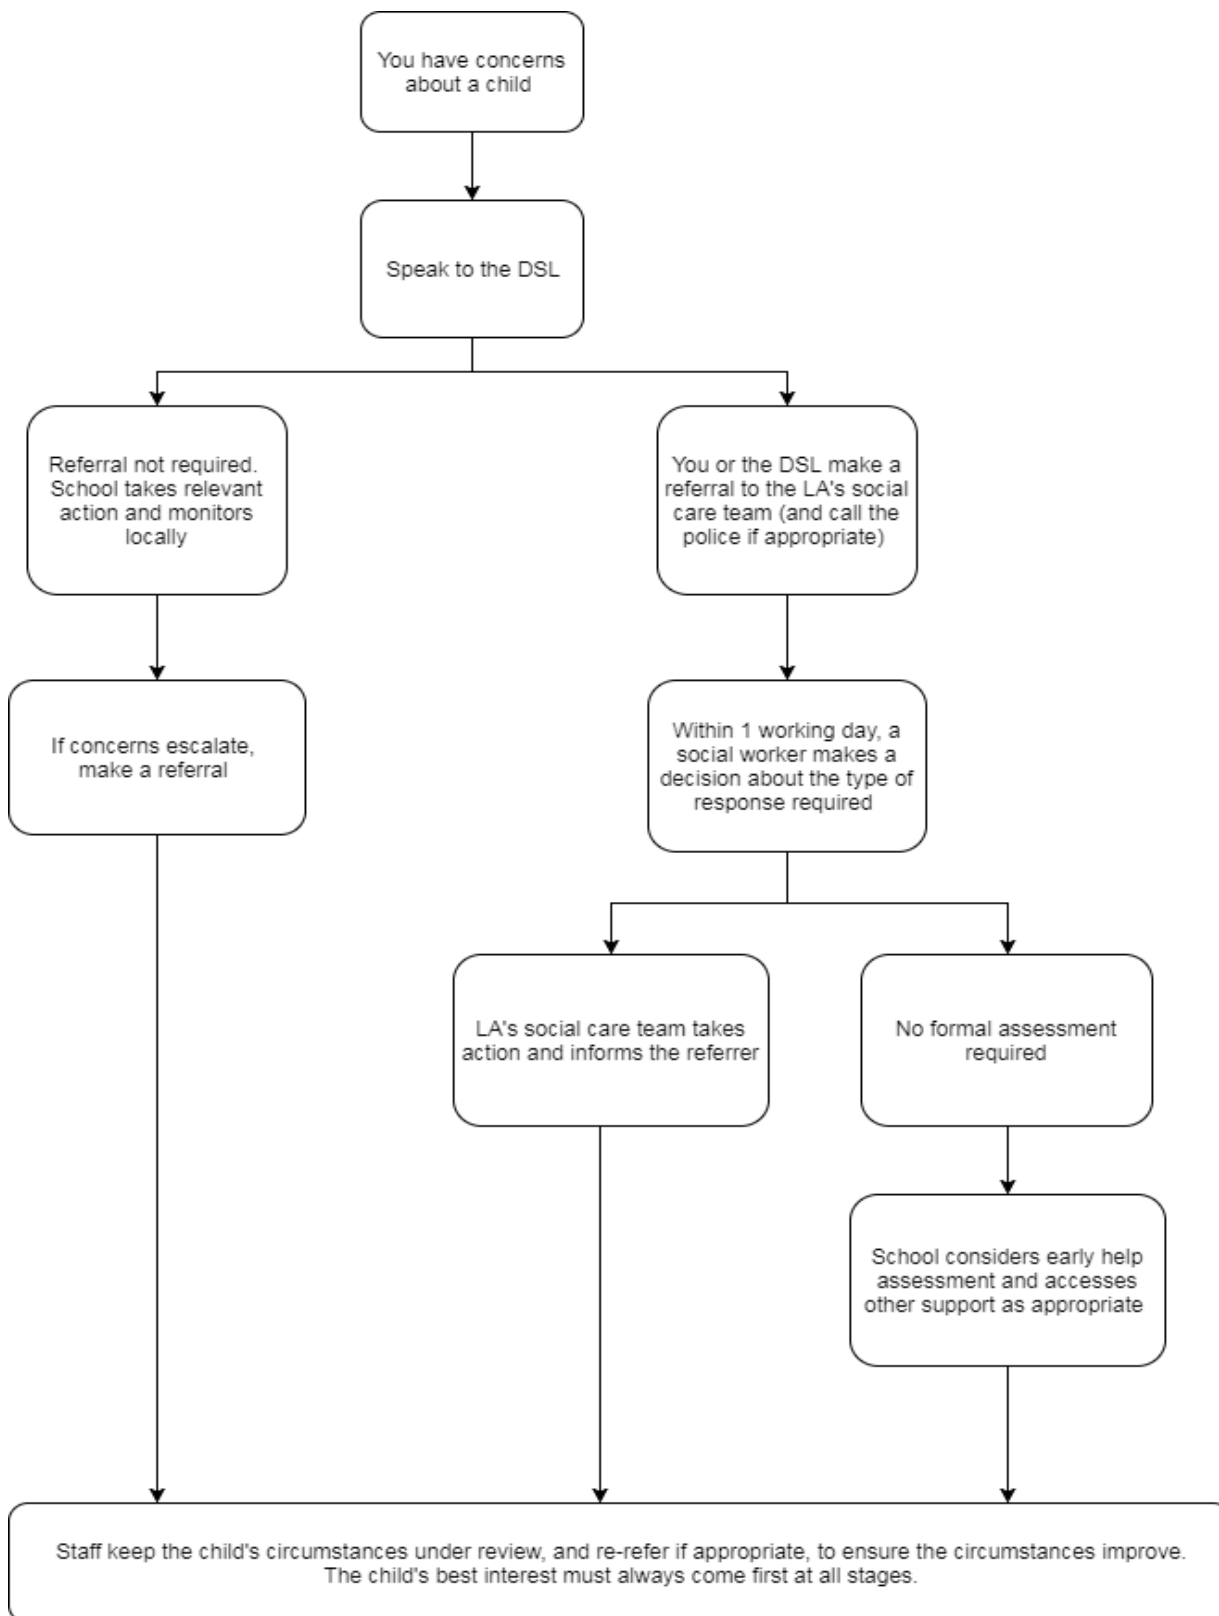 You have concerns
about a child
Speak to the DSL
Referral not required.
School takes relevant
action and monitors
locally
You or the DSL make a
referral to the LA's social
care team (and call the
police if appropriate)
If concerns escalate,
make a referral
Within 1 working day, a
social worker makes a
decision about the type of
response required
LA's social care team takes
action and informs the referrer
No formal assessment
required
School considers early help
assessment and accesses
other support as appropriate
Staff keep the child's circumstances under review, and re-refer if appropriate, to ensure the circumstances improve.
The child's best interest must always come first at all stages.